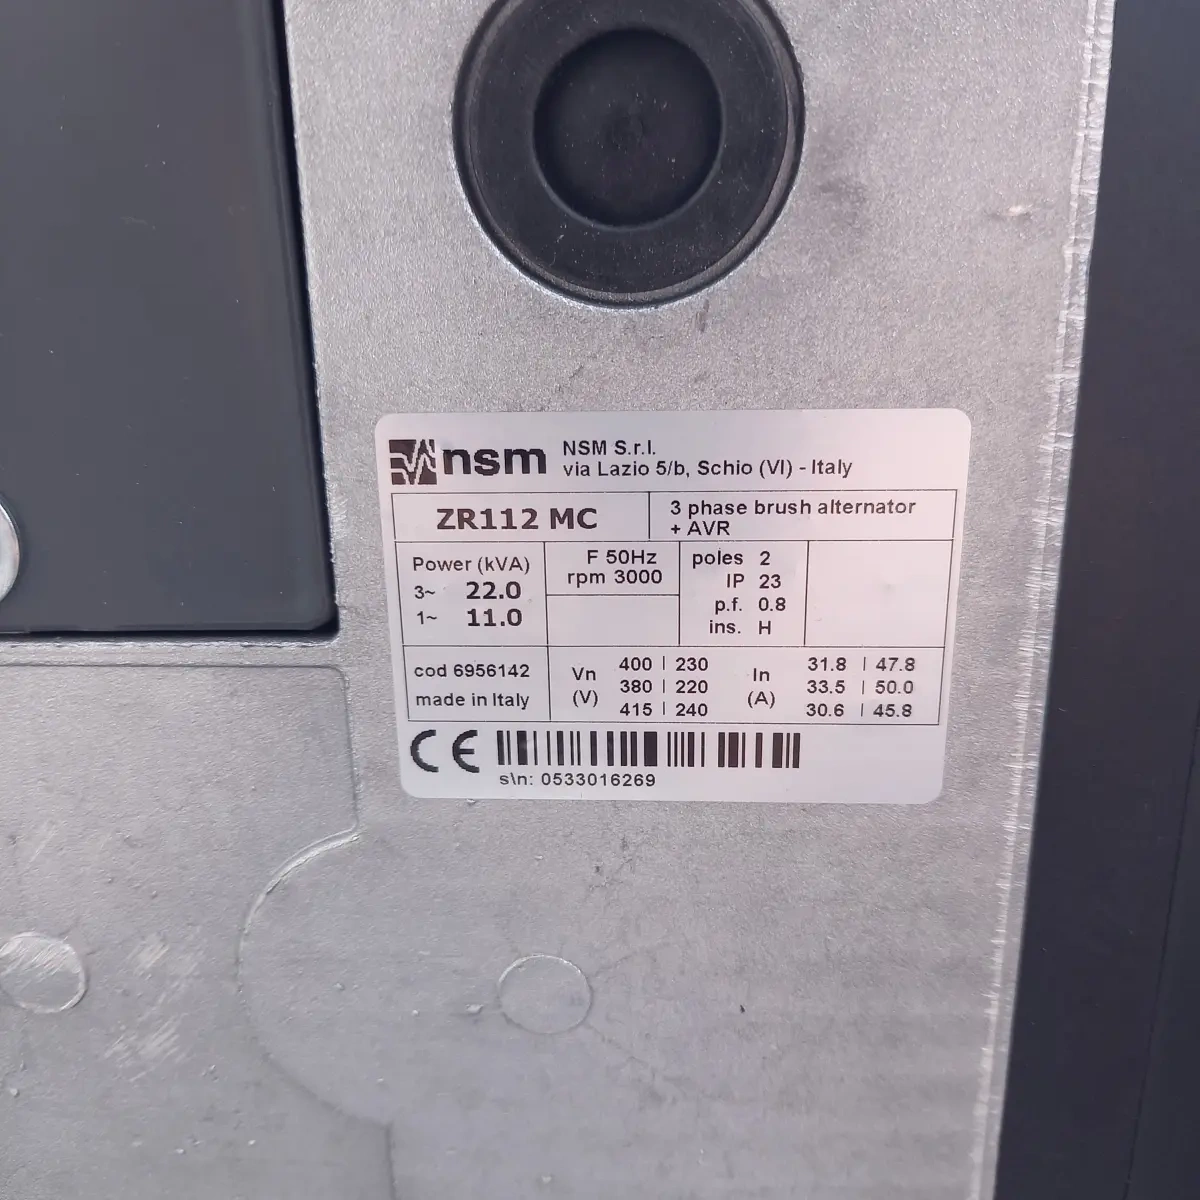 nsm
NSM S.r.l.
via Lazio 5/b, Schio (VI) - Italy
ZR112 MC
3 phase brush alternator
+ AVR
Power (kVA)
3~ 22.0
1~ 11.0
F 50Hz
rpm 3000
poles 2
IP 23
p.f. 0.8
ins. H
cod 6956142
made in Italy
Vn
(V)
400 | 230
380 | 220
415 | 240
In
(A)
31.8 | 47.8
33.5 | 50.0
30.6 | 45.8
CE
s\n: 0533016269